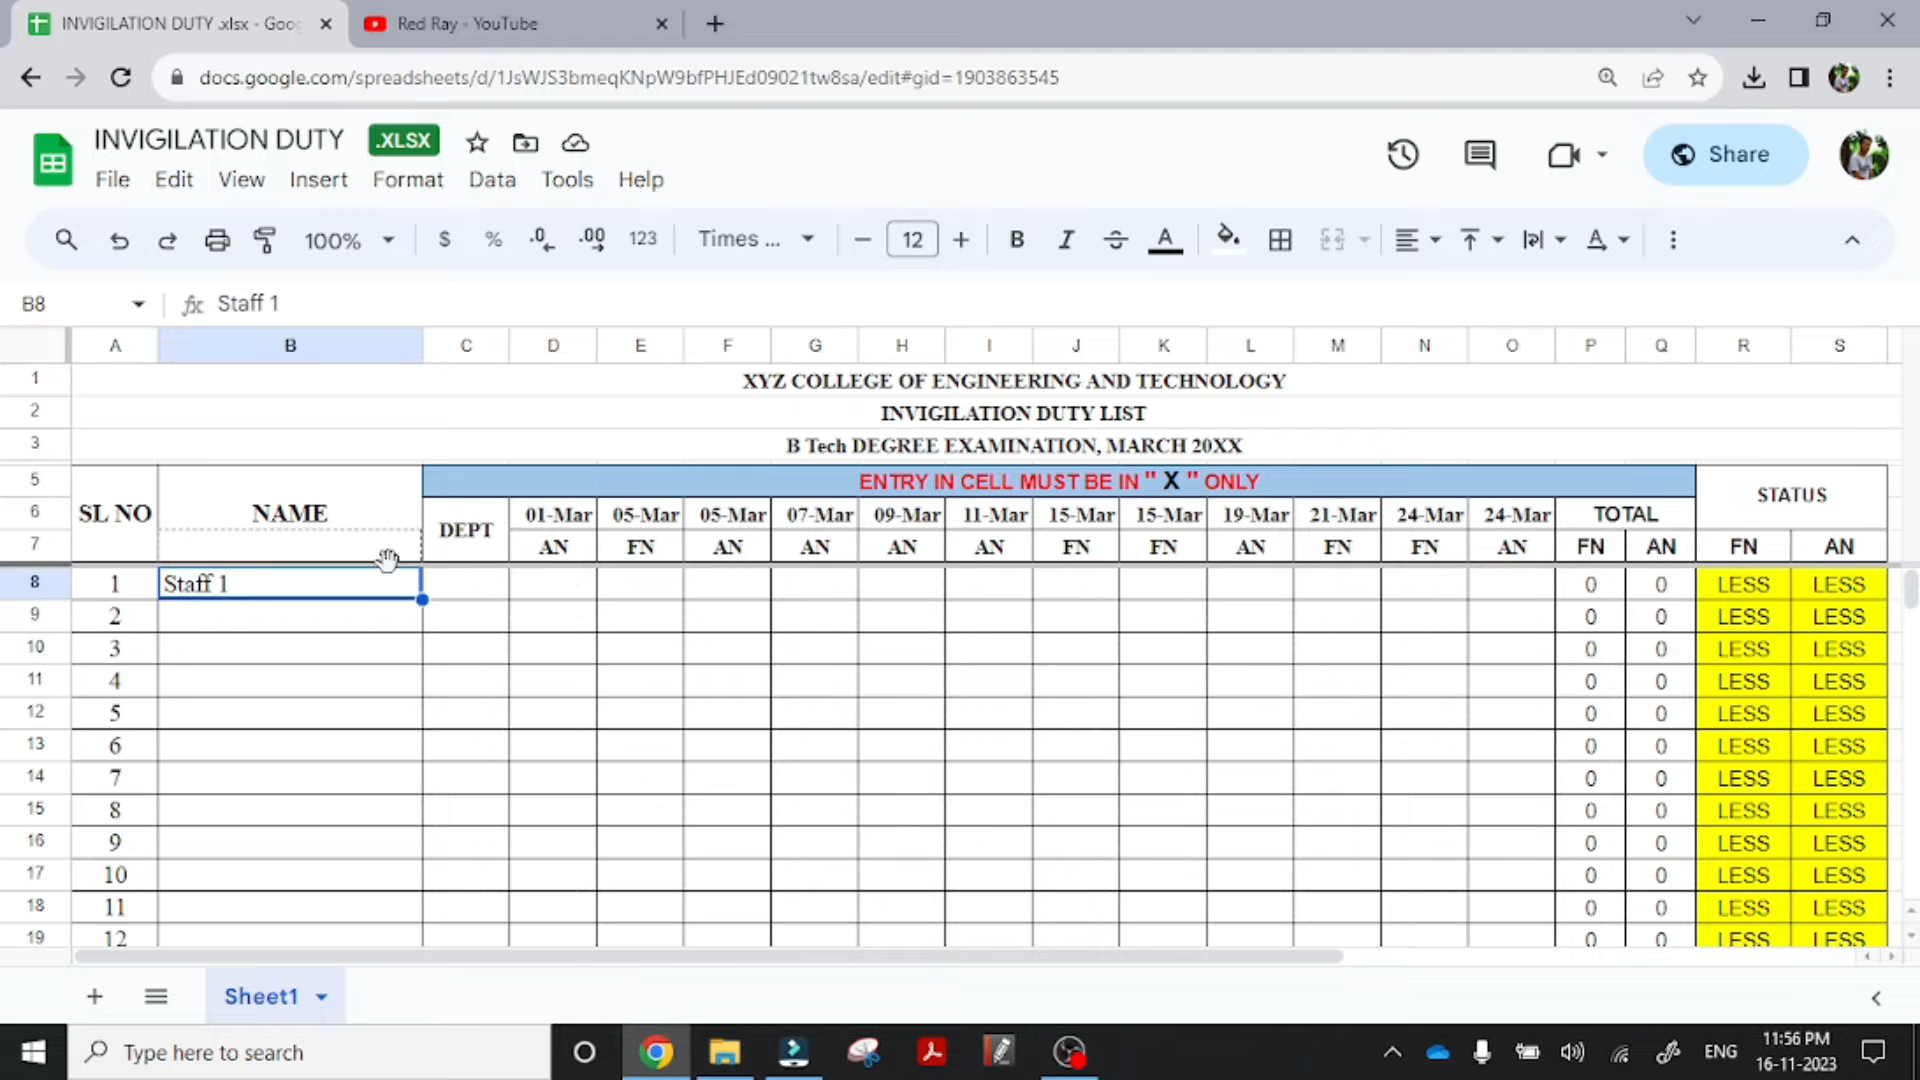 INVIGILATION DUTY .xlsx - Goog
Red Ray - YouTube
docs.google.com/spreadsheets/d/1JsWJS3bmeqKNpW9bfPHJEd09021tw8sa/edit#gid=1903863545
INVIGILATION DUTY .XLSX
Share
File Edit View Insert Format Data Tools Help
100% $ % .0 .00 123 Times ... 12 B I S A A
B8 fx Staff 1
A B C D E F G H I J K L M N O P Q R S
1 XYZ COLLEGE OF ENGINEERING AND TECHNOLOGY
2 INVIGILATION DUTY LIST
3 B Tech DEGREE EXAMINATION, MARCH 20XX
5 ENTRY IN CELL MUST BE IN " X " ONLY STATUS
6 SL NO NAME DEPT 01-Mar 05-Mar 05-Mar 07-Mar 09-Mar 11-Mar 15-Mar 15-Mar 19-Mar 21-Mar 24-Mar 24-Mar TOTAL
7 AN FN AN AN AN AN FN FN AN FN FN AN FN AN FN AN
8 1 Staff 1 0 0 LESS LESS
9 2 0 0 LESS LESS
10 3 0 0 LESS LESS
11 4 0 0 LESS LESS
12 5 0 0 LESS LESS
13 6 0 0 LESS LESS
14 7 0 0 LESS LESS
15 8 0 0 LESS LESS
16 9 0 0 LESS LESS
17 10 0 0 LESS LESS
18 11 0 0 LESS LESS
19 12 0 0 LESS LESS
Sheet1
Type here to search
ENG
11:56 PM
16-11-2023